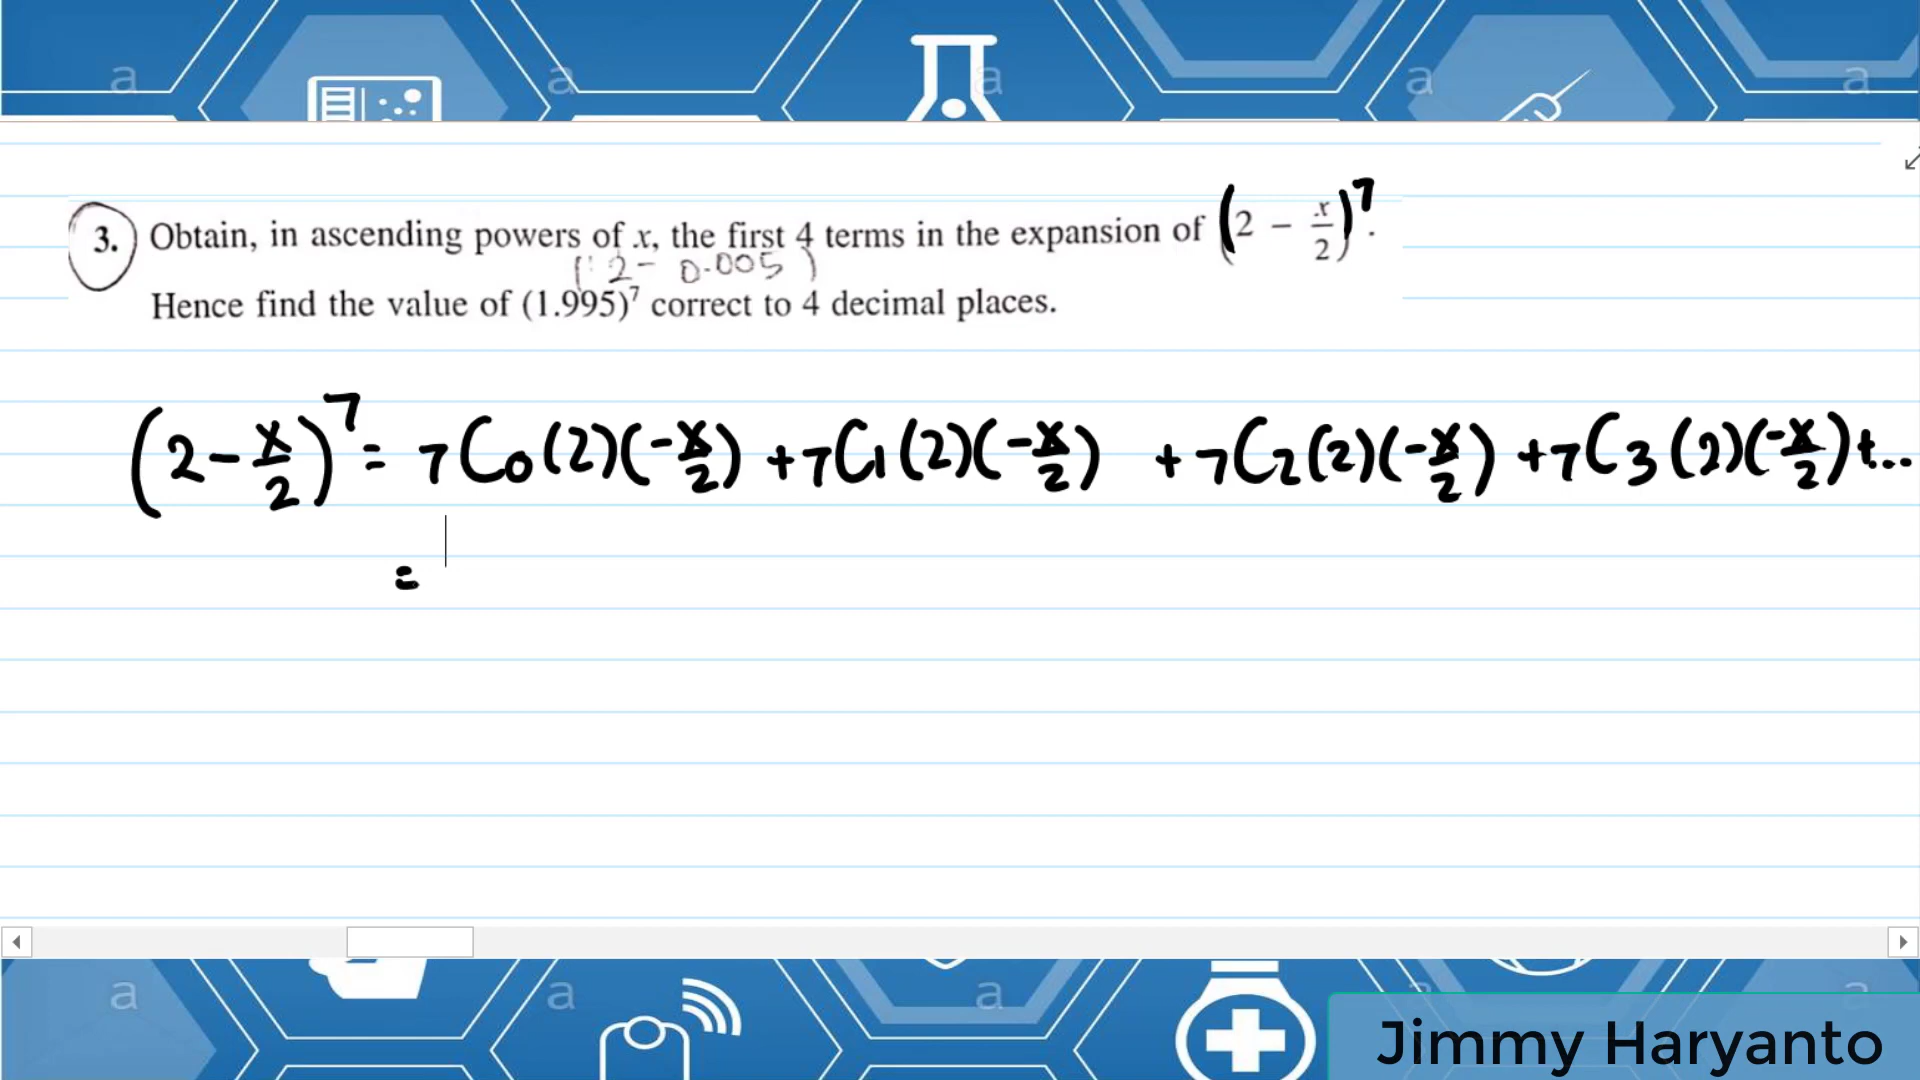 a a a a a
3. Obtain, in ascending powers of x, the first 4 terms in the expansion of (2 − x/2)⁷.
(2 − 0.005)
Hence find the value of (1.995)⁷ correct to 4 decimal places.
(2−x/2)⁷ = 7C₀(2)(−x/2) +7C₁(2)(−x/2) +7C₂(2)(−x/2) +7C₃(2)(−x/2)+...
=
a a a a a
Jimmy Haryanto